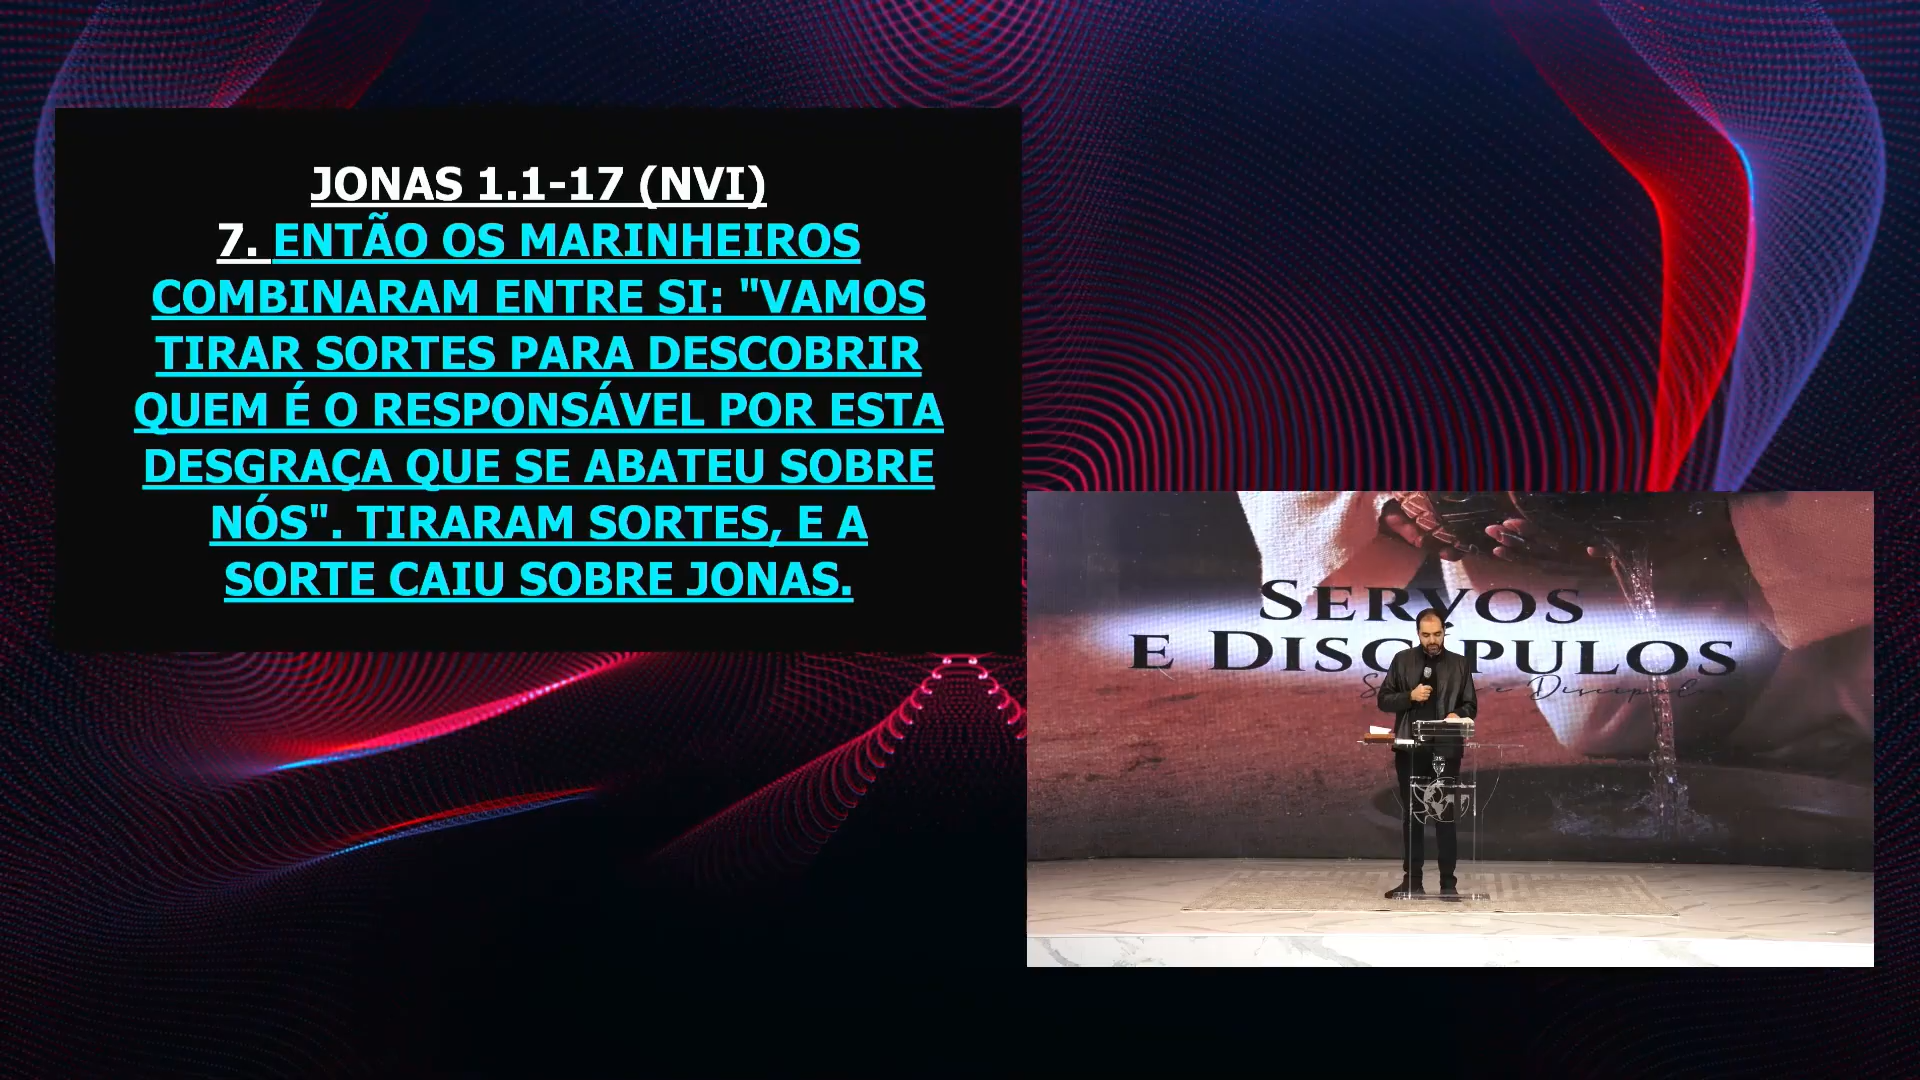 JONAS 1.1-17 (NVI)
7. ENTÃO OS MARINHEIROS
COMBINARAM ENTRE SI: "VAMOS
TIRAR SORTES PARA DESCOBRIR
QUEM É O RESPONSÁVEL POR ESTA
DESGRAÇA QUE SE ABATEU SOBRE
NÓS". TIRARAM SORTES, E A
SORTE CAIU SOBRE JONAS.
SERVOS
E DISCÍPULOS